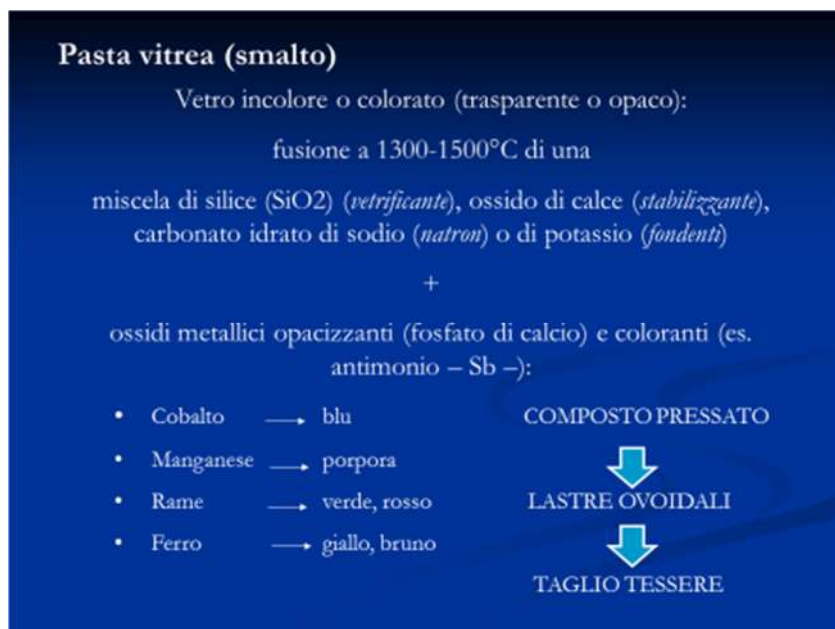 Pasta vitrea (smalto)
Vetro incolore o colorato (trasparente o opaco):
fusione a 1300-1500°C di una
miscela di silice (SiO2) (vetrificante), ossido di calce (stabilizzante),
carbonato idrato di sodio (natron) o di potassio (fondenti)
+
ossidi metallici opacizzanti (fosfato di calcio) e coloranti (es.
antimonio – Sb –):
• Cobalto → blu
• Manganese → porpora
• Rame → verde, rosso
• Ferro → giallo, bruno
COMPOSTO PRESSATO
LASTRE OVOIDALI
TAGLIO TESSERE